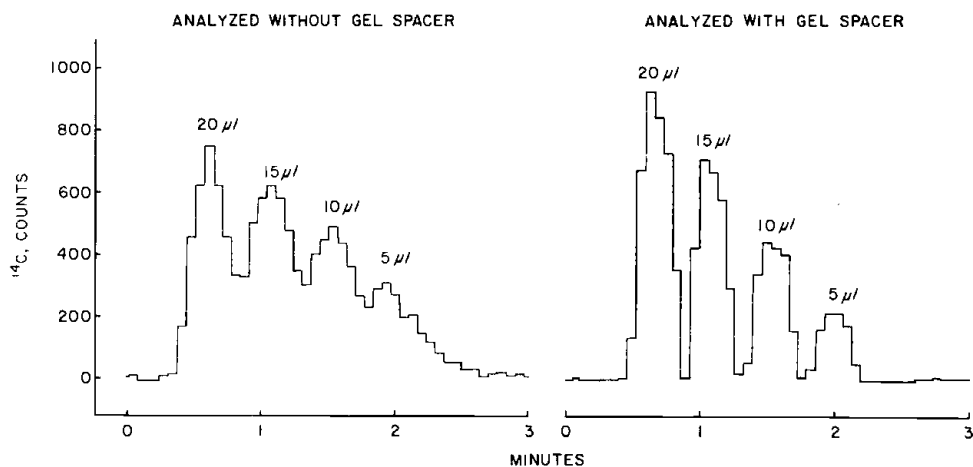 ANALYZED WITHOUT GEL SPACER
ANALYZED WITH GEL SPACER
¹⁴C, COUNTS
1000
800
600
400
200
0
20 µl
15 µl
10 µl
5 µl
20 µl
15 µl
10 µl
5 µl
0 1 2 3
0 1 2 3
MINUTES